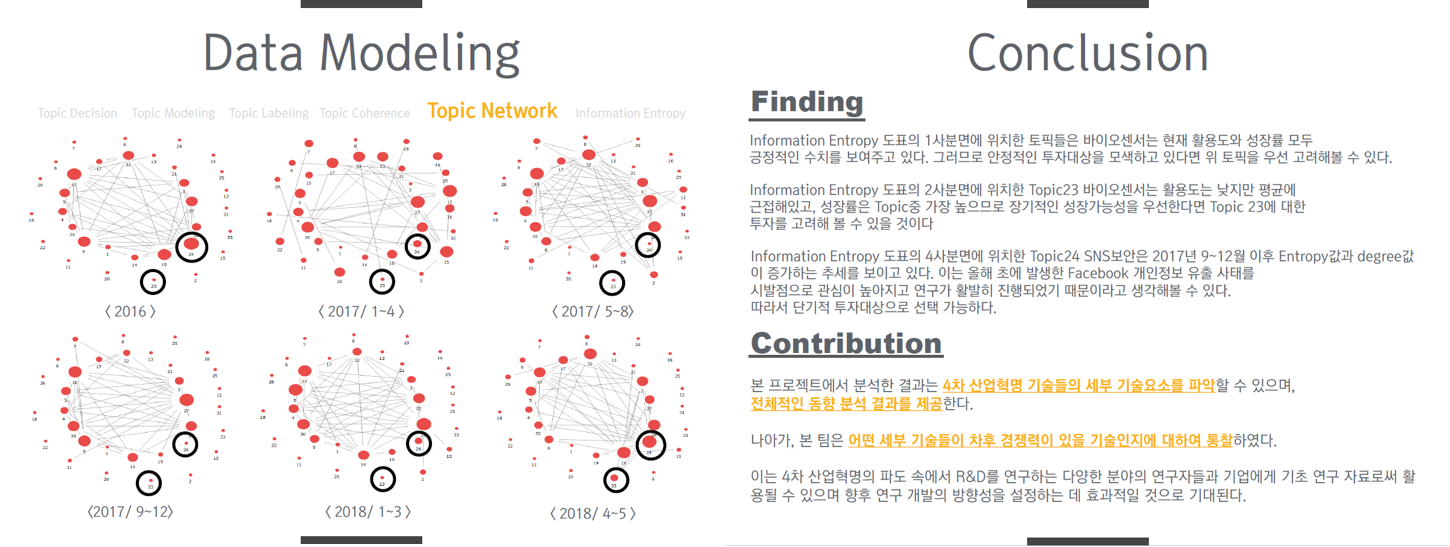 Data Modeling
Topic Decision Topic Modeling Topic Labeling Topic Coherence Topic Network Information Entropy
〈 2016 〉
〈 2017/ 1~4 〉
〈 2017/ 5~8〉
〈2017/ 9~12〉
〈 2018/ 1~3 〉
〈 2018/ 4~5 〉
Conclusion
Finding
Information Entropy 도표의 1사분면에 위치한 토픽들은 바이오센서는 현재 활용도와 성장률 모두
긍정적인 수치를 보여주고 있다. 그러므로 안정적인 투자대상을 모색하고 있다면 위 토픽을 우선 고려해볼 수 있다.
Information Entropy 도표의 2사분면에 위치한 Topic23 바이오센서는 활용도는 낮지만 평균에
근접해있고, 성장률은 Topic중 가장 높으므로 장기적인 성장가능성을 우선한다면 Topic 23에 대한
투자를 고려해 볼 수 있을 것이다
Information Entropy 도표의 4사분면에 위치한 Topic24 SNS보안은 2017년 9~12월 이후 Entropy값과 degree값
이 증가하는 추세를 보이고 있다. 이는 올해 초에 발생한 Facebook 개인정보 유출 사태를
시발점으로 관심이 높아지고 연구가 활발히 진행되었기 때문이라고 생각해볼 수 있다.
따라서 단기적 투자대상으로 선택 가능하다.
Contribution
본 프로젝트에서 분석한 결과는 4차 산업혁명 기술들의 세부 기술요소를 파악할 수 있으며,
전체적인 동향 분석 결과를 제공한다.
나아가, 본 팀은 어떤 세부 기술들이 차후 경쟁력이 있을 기술인지에 대하여 통찰하였다.
이는 4차 산업혁명의 파도 속에서 R&D를 연구하는 다양한 분야의 연구자들과 기업에게 기초 연구 자료로써 활
용될 수 있으며 향후 연구 개발의 방향성을 설정하는 데 효과적일 것으로 기대된다.